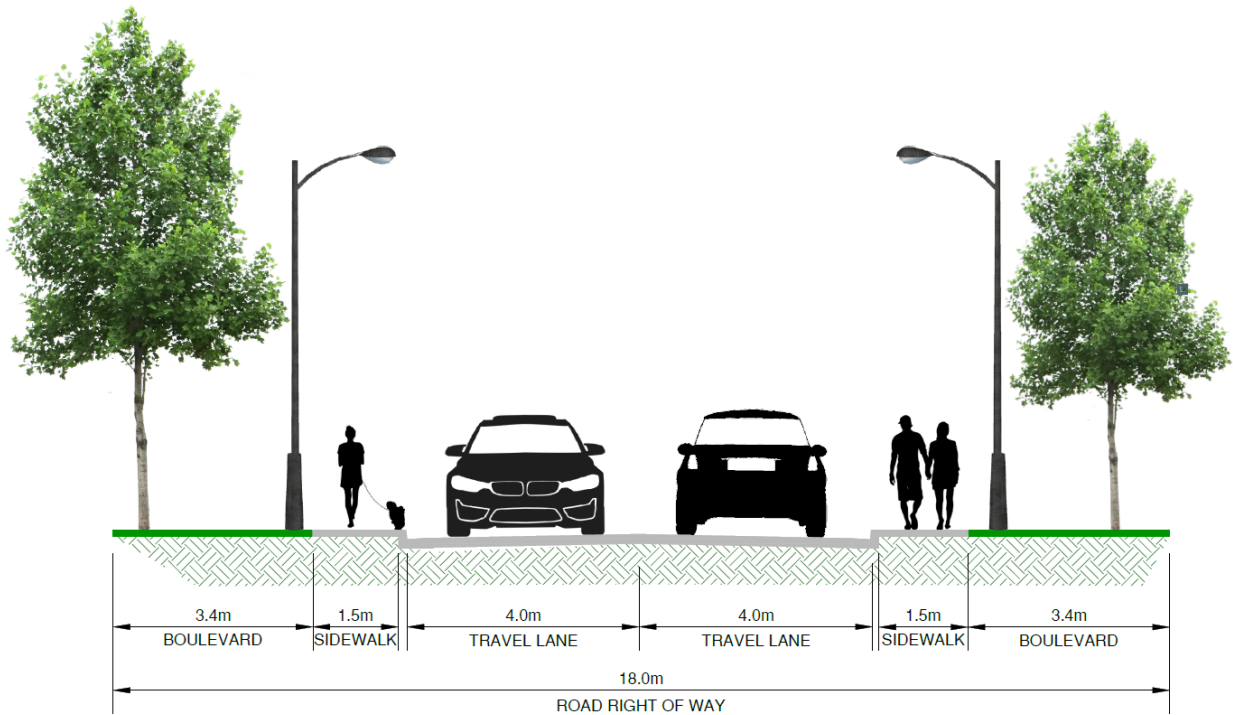 3.4m 1.5m 4.0m 4.0m 1.5m 3.4m
BOULEVARD SIDEWALK TRAVEL LANE TRAVEL LANE SIDEWALK BOULEVARD
18.0m
ROAD RIGHT OF WAY